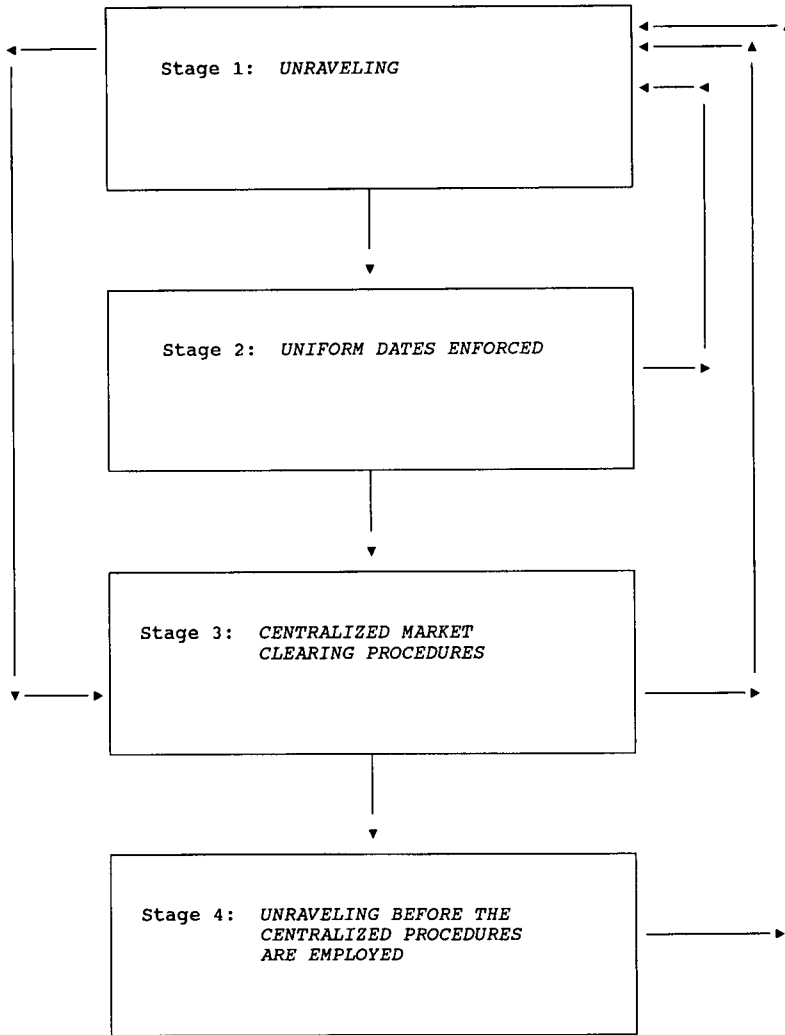 Stage 1: UNRAVELING
Stage 2: UNIFORM DATES ENFORCED
Stage 3: CENTRALIZED MARKET
CLEARING PROCEDURES
Stage 4: UNRAVELING BEFORE THE
CENTRALIZED PROCEDURES
ARE EMPLOYED